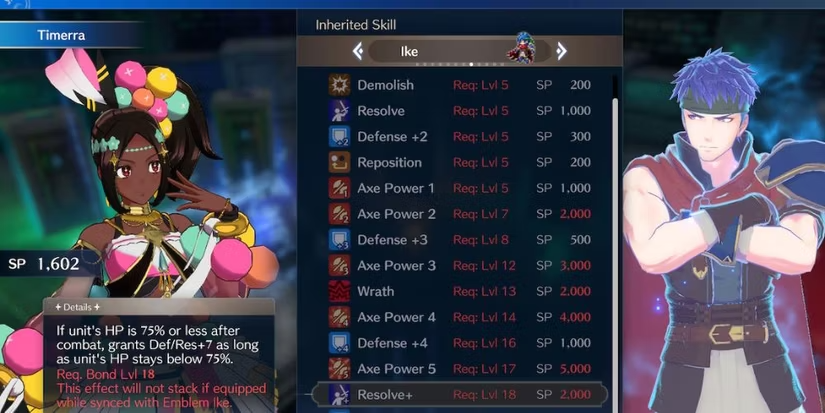 Timerra
Inherited Skill
Ike
Demolish Req: Lvl 5 SP 200
Resolve Req: Lvl 5 SP 1,000
Defense +2 Req: Lvl 5 SP 300
Reposition Req: Lvl 5 SP 200
Axe Power 1 Req: Lvl 5 SP 1,000
Axe Power 2 Req: Lvl 7 SP 2,000
Defense +3 Req: Lvl 8 SP 500
Axe Power 3 Req: Lvl 12 SP 3,000
Wrath Req: Lvl 13 SP 2,000
Axe Power 4 Req: Lvl 14 SP 4,000
Defense +4 Req: Lvl 16 SP 1,000
Axe Power 5 Req: Lvl 17 SP 5,000
Resolve+ Req: Lvl 18 SP 2,000
SP 1,602
Details
If unit's HP is 75% or less after
combat, grants Def/Res+7 as long
as unit's HP stays below 75%.
Req. Bond Lvl 18
This effect will not stack if equipped
while synced with Emblem Ike.